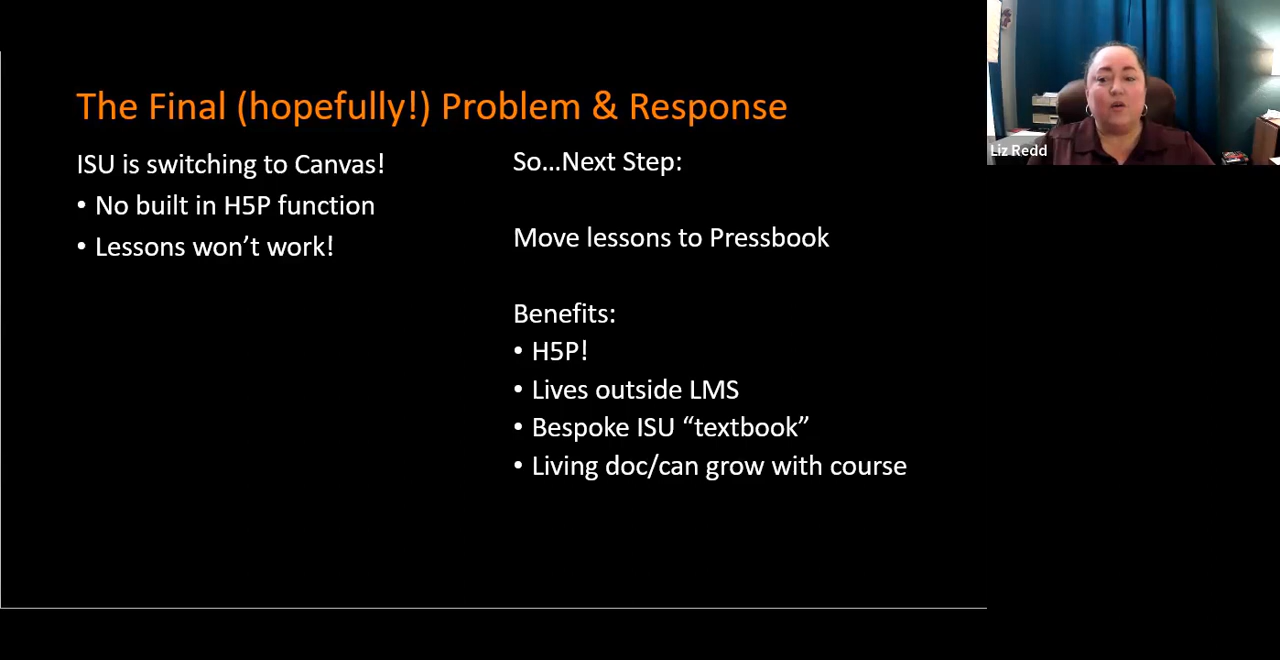 The Final (hopefully!) Problem & Response
ISU is switching to Canvas!
• No built in H5P function
• Lessons won’t work!
So...Next Step:
Move lessons to Pressbook
Benefits:
• H5P!
• Lives outside LMS
• Bespoke ISU “textbook”
• Living doc/can grow with course
Liz Redd